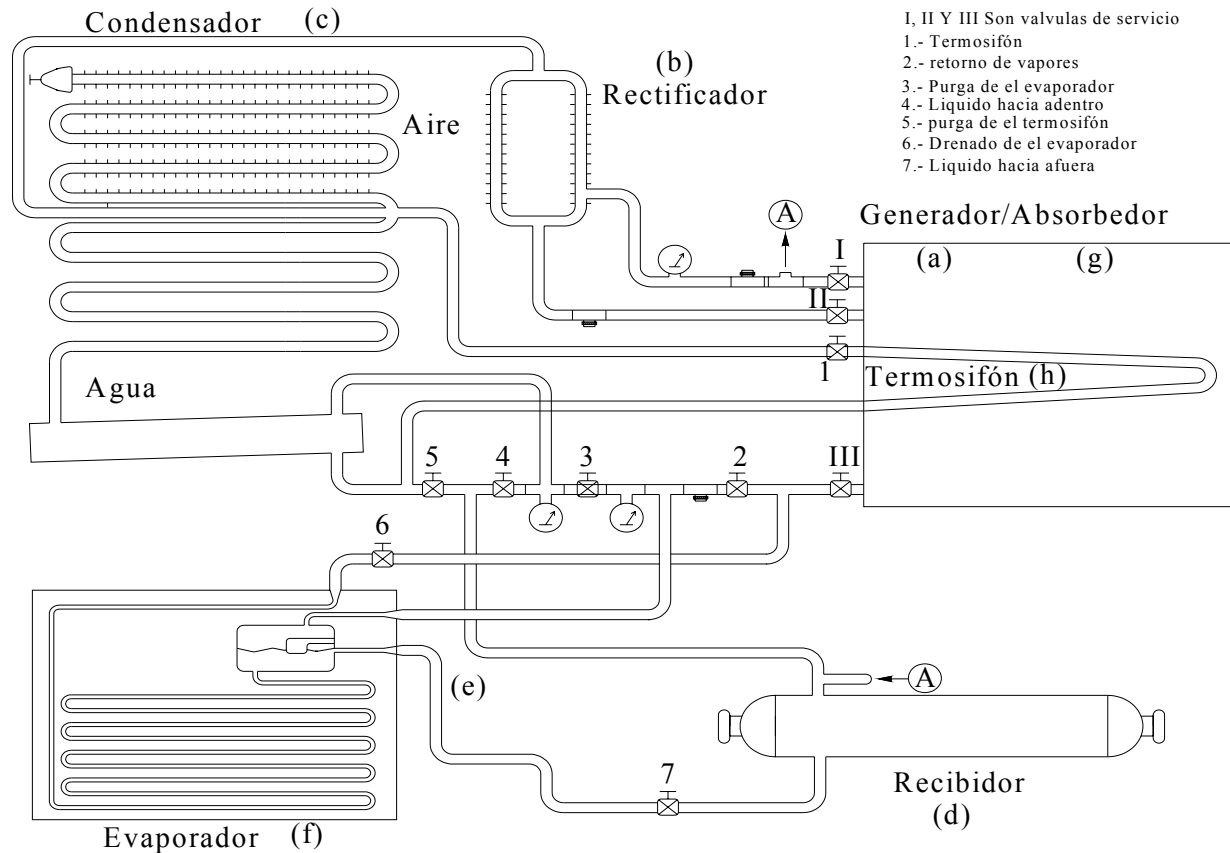 Condensador (c)
I, II Y III Son valvulas de servicio
1.- Termosifón
2.- retorno de vapores
3.- Purga de el evaporador
4.- Liquido hacia adentro
5.- purga de el termosifón
6.- Drenado de el evaporador
7.- Liquido hacia afuera
(b)
Rectificador
Aire
A
Generador/Absorbedor
I
(a)
(g)
II
1
Termosifón (h)
Agua
5
4
3
2
III
6
(e)
A
7
Recibidor
(d)
Evaporador (f)